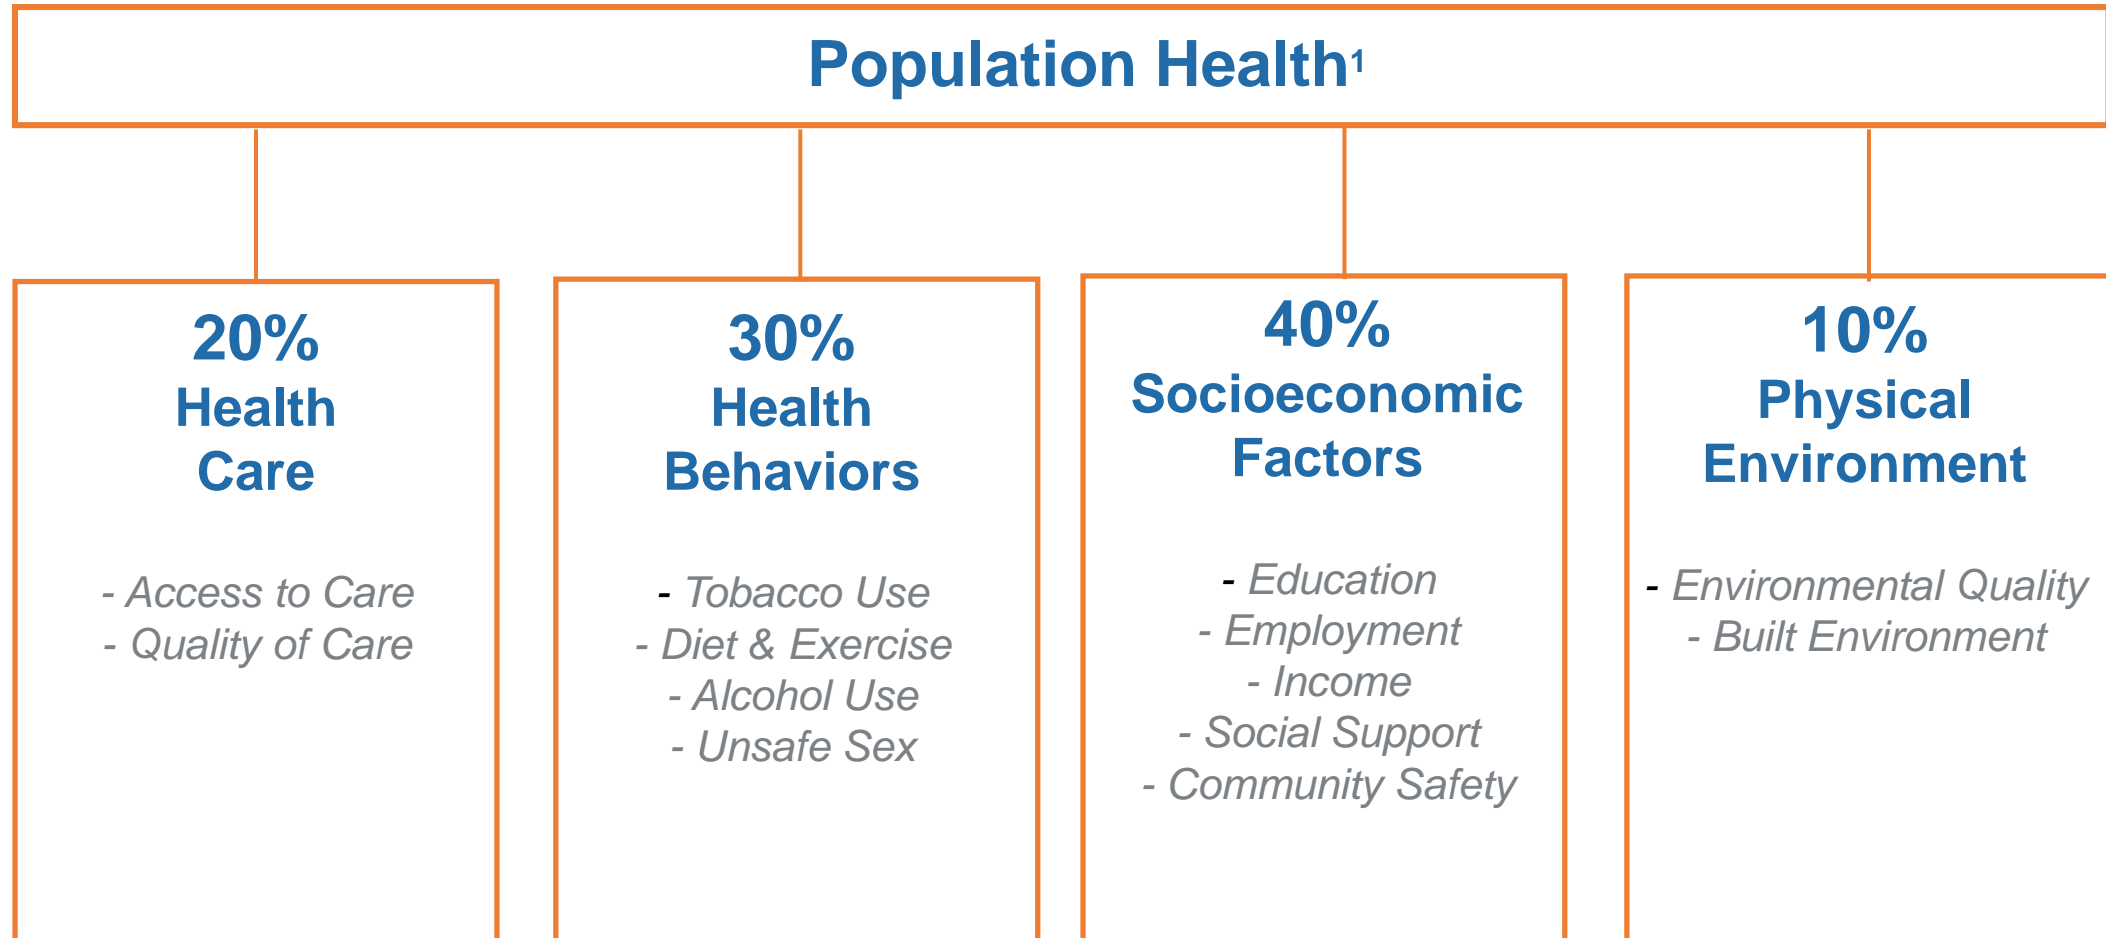 Population Health¹
20%
Health
Care
- Access to Care
- Quality of Care
30%
Health
Behaviors
- Tobacco Use
- Diet & Exercise
- Alcohol Use
- Unsafe Sex
40%
Socioeconomic
Factors
- Education
- Employment
- Income
- Social Support
- Community Safety
10%
Physical
Environment
- Environmental Quality
- Built Environment